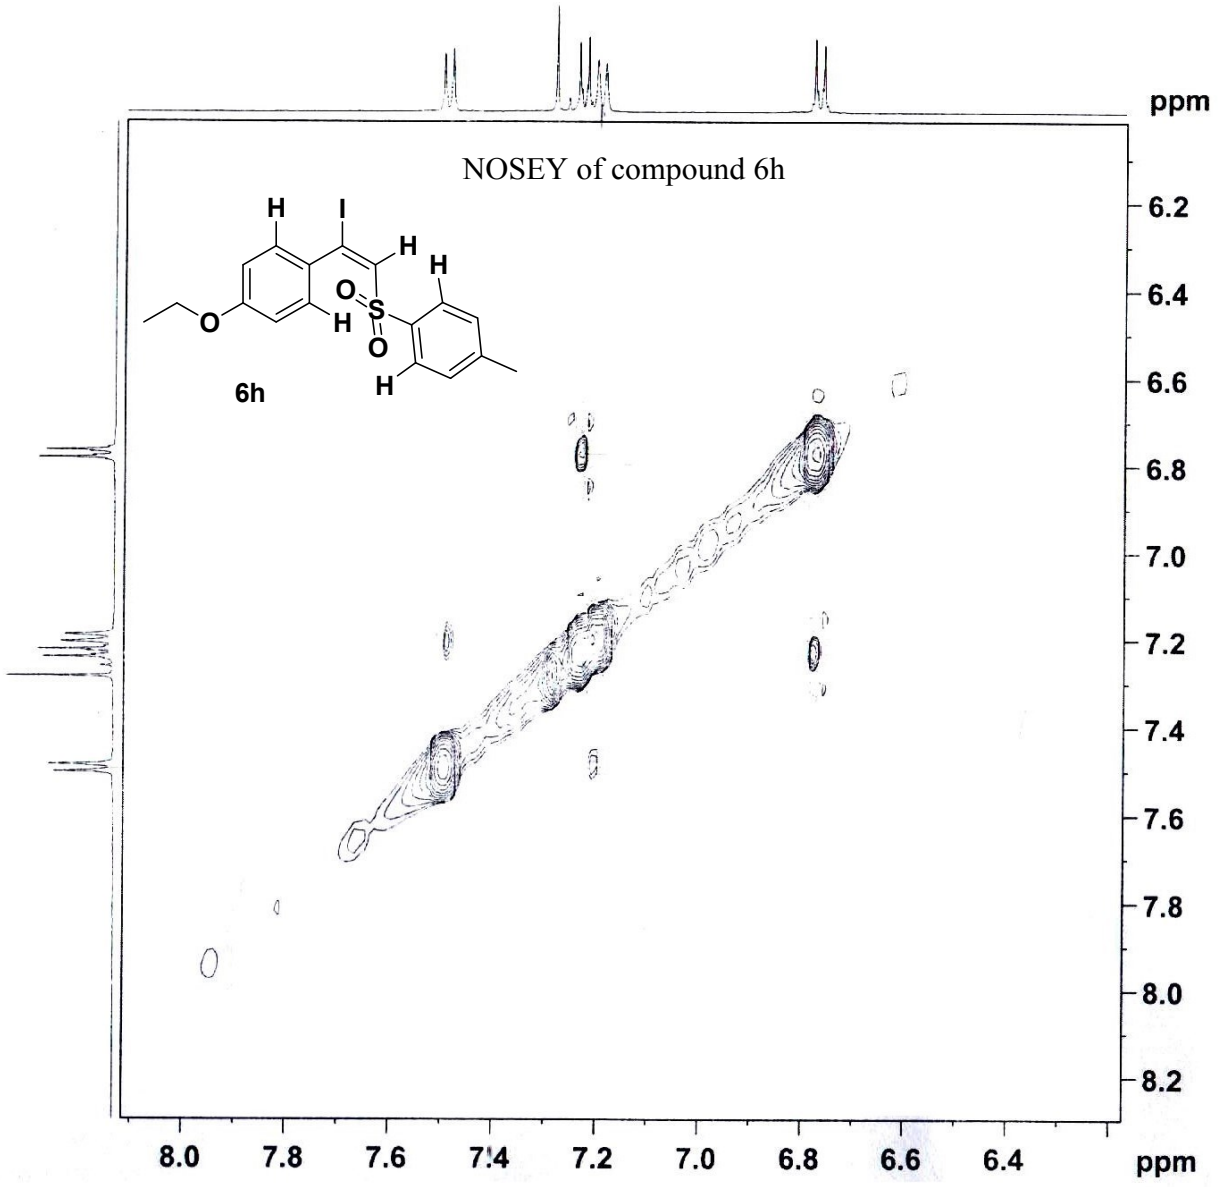 ppm
NOSEY of compound 6h
H
I
H
H
O
S
O
H
O
H
6h
6.2
6.4
6.6
6.8
7.0
7.2
7.4
7.6
7.8
8.0
8.2
8.0 7.8 7.6 7.4 7.2 7.0 6.8 6.6 6.4 ppm